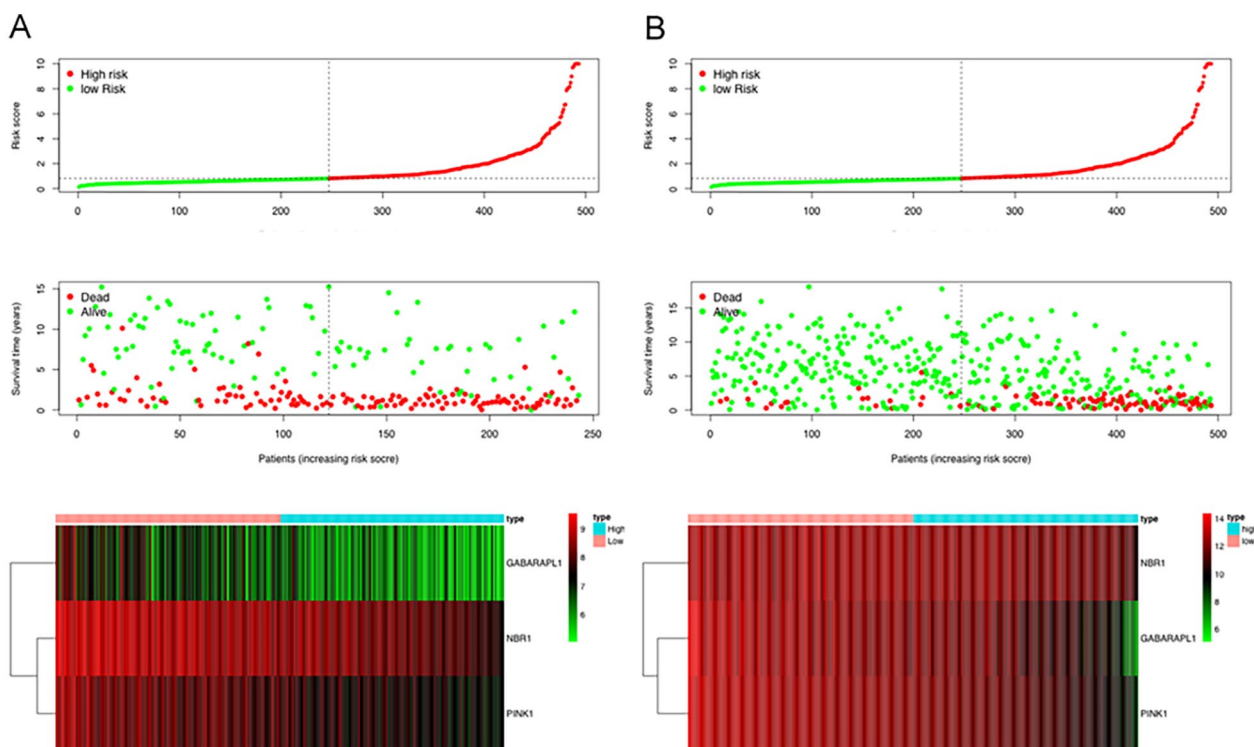 A
B
Risk score
High risk
low Risk
0 2 4 6 8 10
0 100 200 300 400 500
Risk score
High risk
low Risk
0 2 4 6 8 10
0 100 200 300 400 500
Survival time (years)
Dead
Alive
0 5 10 15
0 50 100 150 200 250
Patients (increasing risk socre)
Survival time (years)
Dead
Alive
0 5 10 15
0 100 200 300 400 500
Patients (increasing risk socre)
type
GABARAPL1
NBR1
PINK1
9
8
7
6
type
High
Low
type
NBR1
GABARAPL1
PINK1
14
12
10
8
6
type
high
low